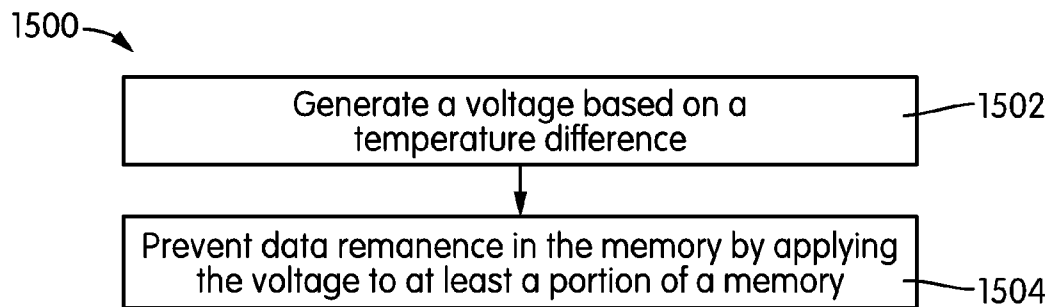 1500
Generate a voltage based on a
temperature difference
1502
Prevent data remanence in the memory by applying
the voltage to at least a portion of a memory
1504